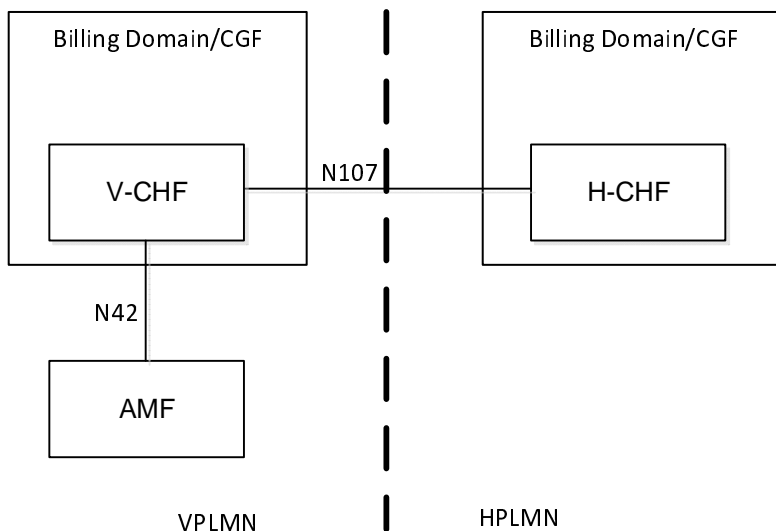 Billing Domain/CGF
Billing Domain/CGF
V-CHF
N107
H-CHF
N42
AMF
VPLMN
HPLMN